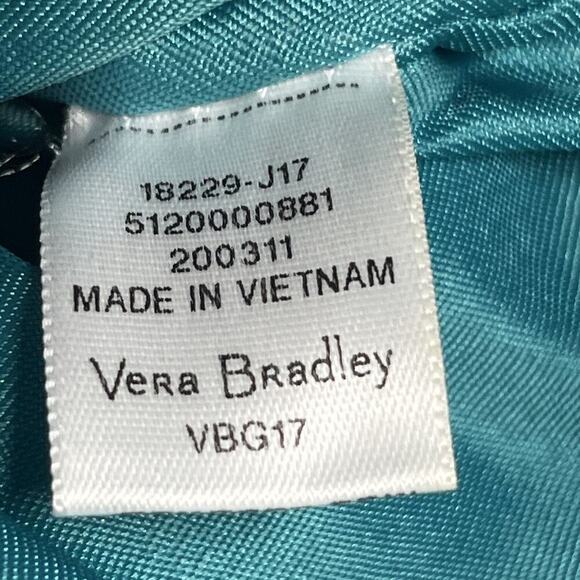 18229-J17
5120000881
200311
MADE IN VIETNAM
Vera Bradley
VBG17